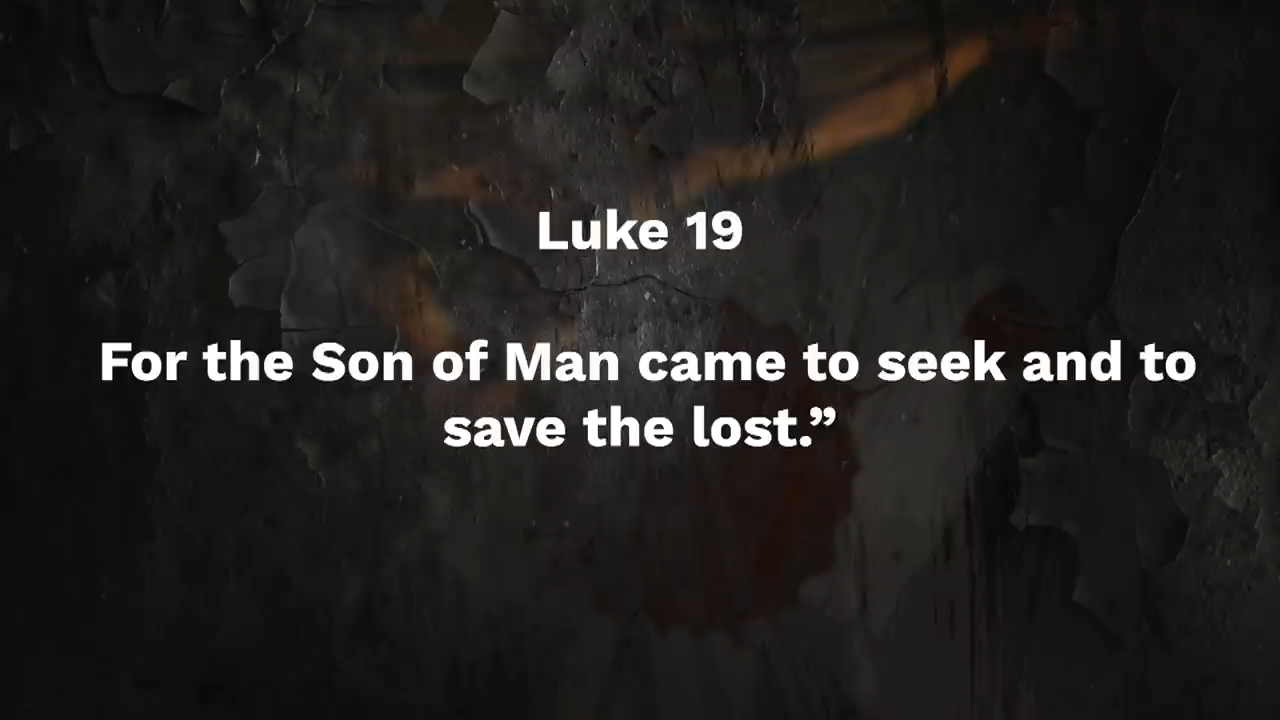 Luke 19
For the Son of Man came to seek and to
save the lost.”